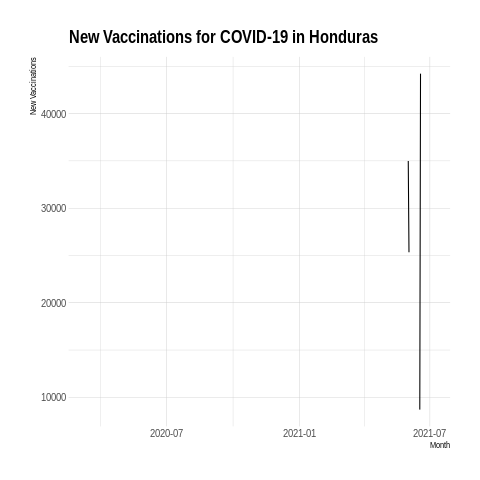 New Vaccinations for COVID-19 in Honduras
New Vaccinations
40000
30000
20000
10000
2020-07
2021-01
2021-07
Month